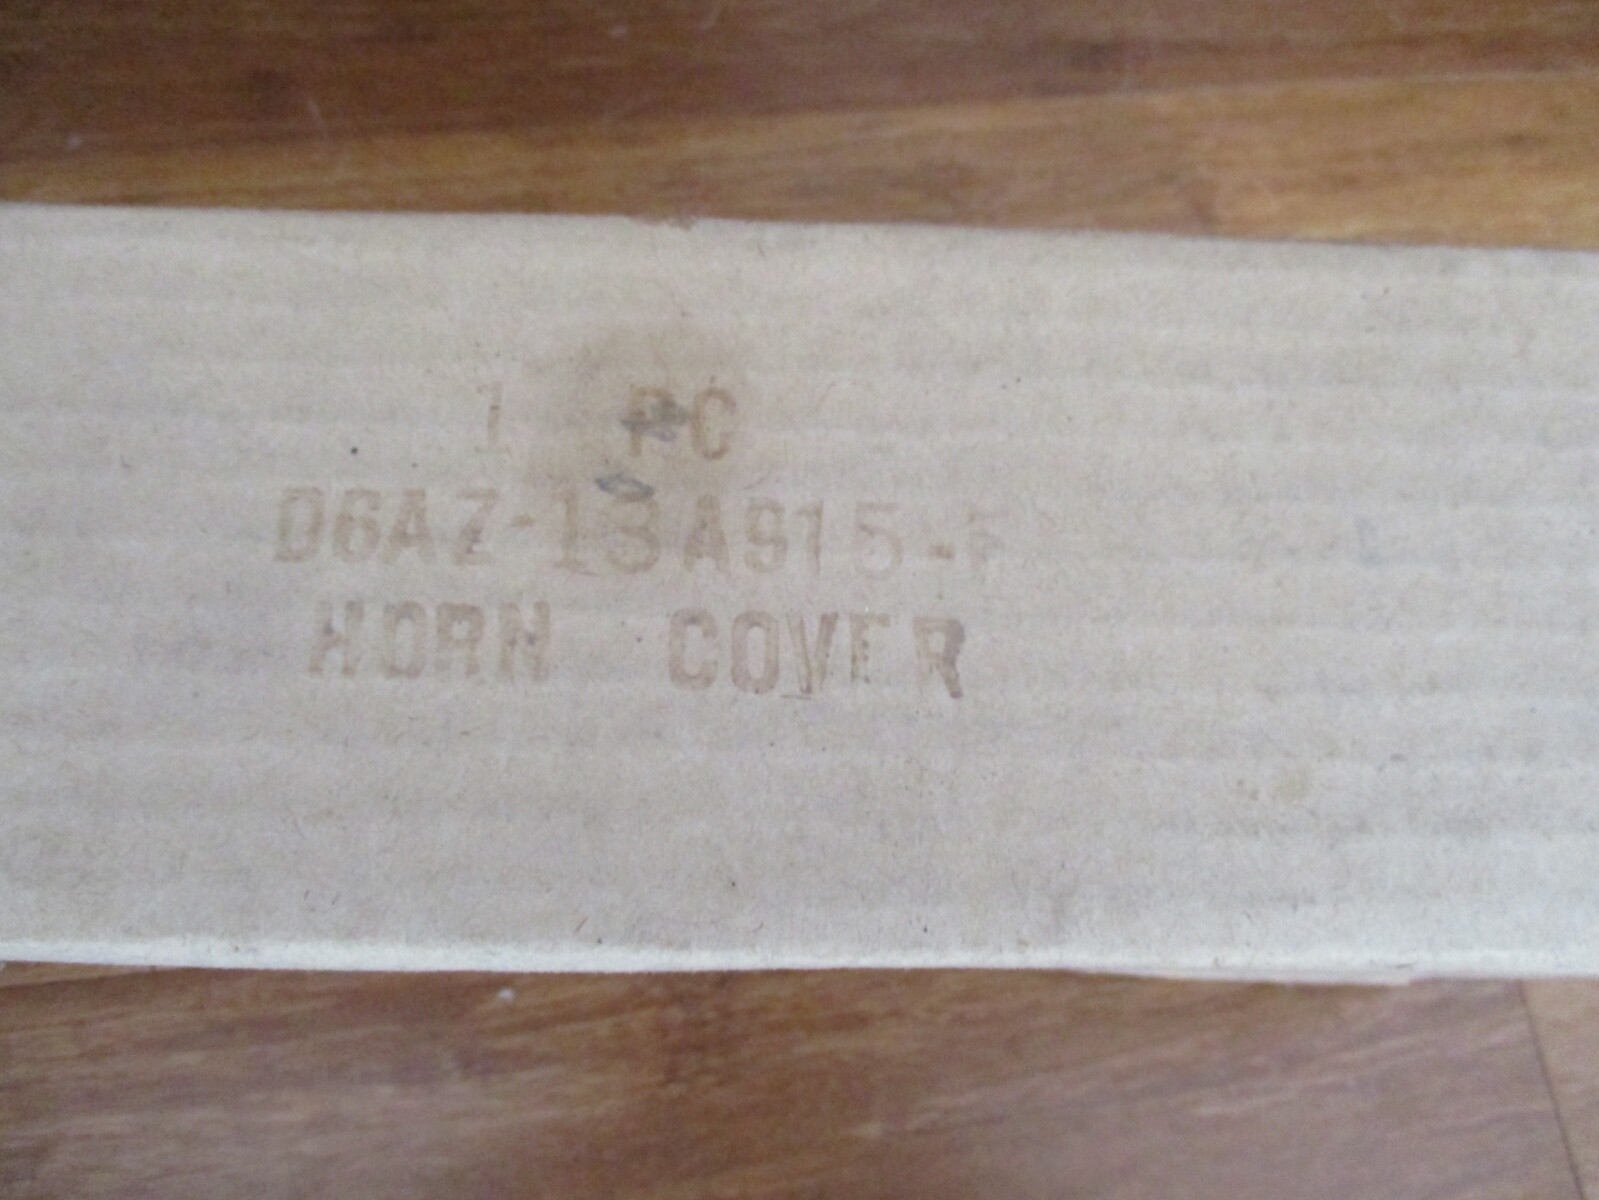 1 PC
D6AZ-13A915-F
HORN COVER